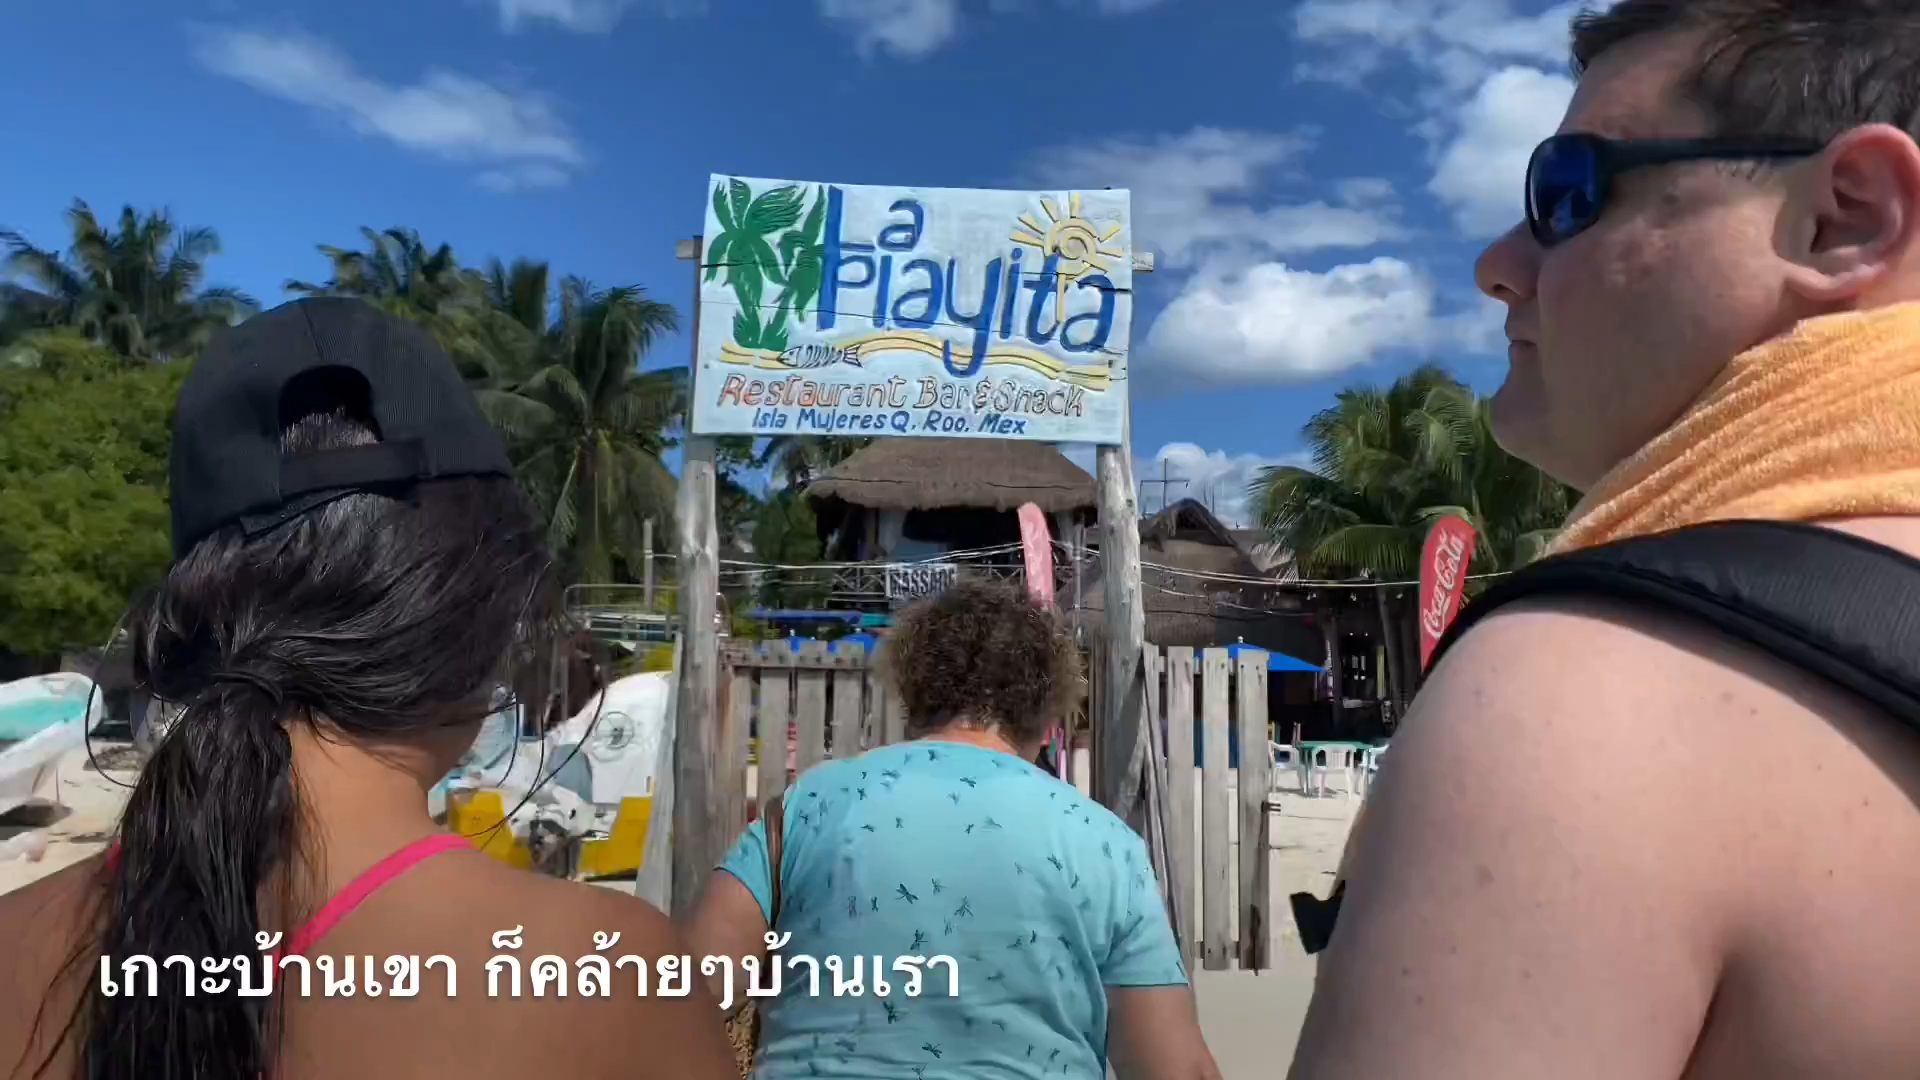 La
Playita
Restaurant Bar & Snack
Isla Mujeres Q. Roo. Mex
MASSAGE
Coca-Cola
เกาะบ้านเขา ก็คล้ายๆบ้านเรา